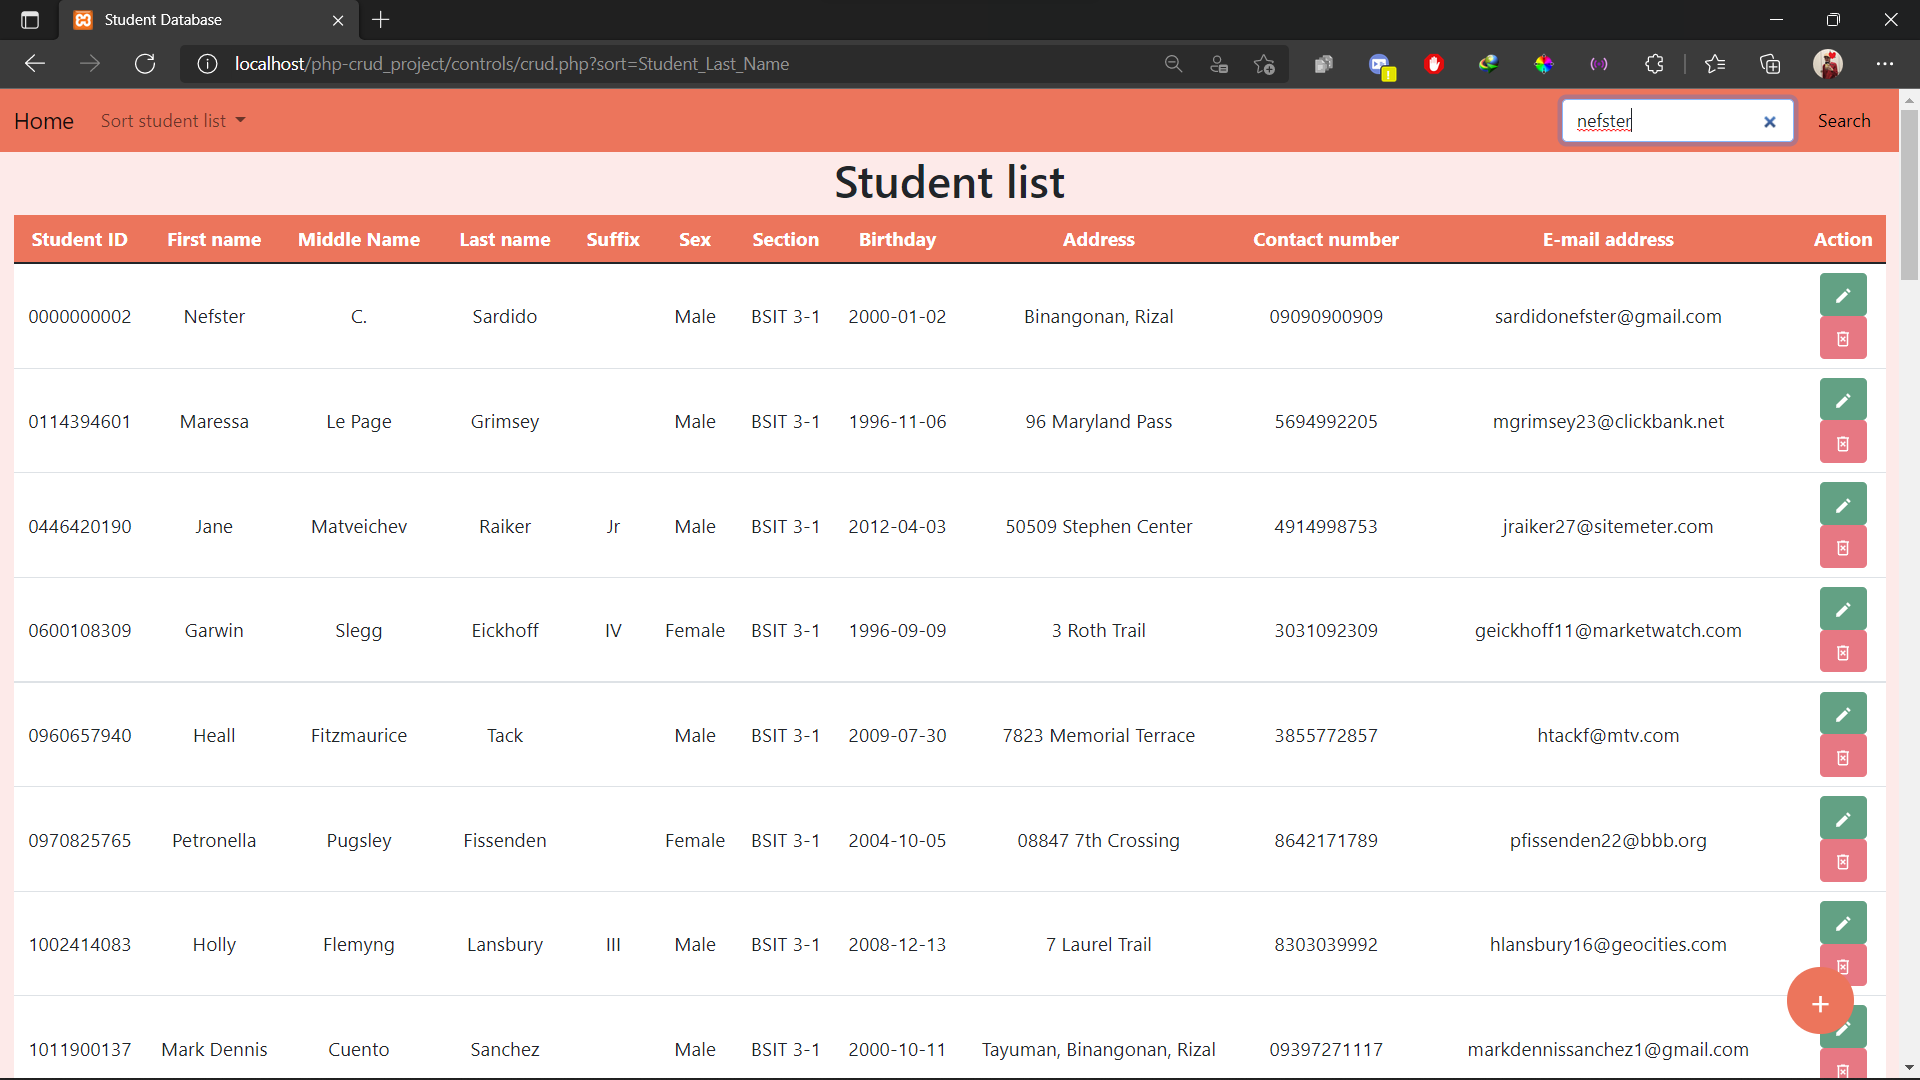 Student Database
localhost/php-crud_project/controls/crud.php?sort=Student_Last_Name
Home Sort student list nefster Search
Student list
Student ID First name Middle Name Last name Suffix Sex Section Birthday Address Contact number E-mail address Action
0000000002 Nefster C. Sardido Male BSIT 3-1 2000-01-02 Binangonan, Rizal 09090900909 sardidonefster@gmail.com
0114394601 Maressa Le Page Grimsey Male BSIT 3-1 1996-11-06 96 Maryland Pass 5694992205 mgrimsey23@clickbank.net
0446420190 Jane Matveichev Raiker Jr Male BSIT 3-1 2012-04-03 50509 Stephen Center 4914998753 jraiker27@sitemeter.com
0600108309 Garwin Slegg Eickhoff IV Female BSIT 3-1 1996-09-09 3 Roth Trail 3031092309 geickhoff11@marketwatch.com
0960657940 Heall Fitzmaurice Tack Male BSIT 3-1 2009-07-30 7823 Memorial Terrace 3855772857 htackf@mtv.com
0970825765 Petronella Pugsley Fissenden Female BSIT 3-1 2004-10-05 08847 7th Crossing 8642171789 pfissenden22@bbb.org
1002414083 Holly Flemyng Lansbury III Male BSIT 3-1 2008-12-13 7 Laurel Trail 8303039992 hlansbury16@geocities.com
1011900137 Mark Dennis Cuento Sanchez Male BSIT 3-1 2000-10-11 Tayuman, Binangonan, Rizal 09397271117 markdennissanchez1@gmail.com